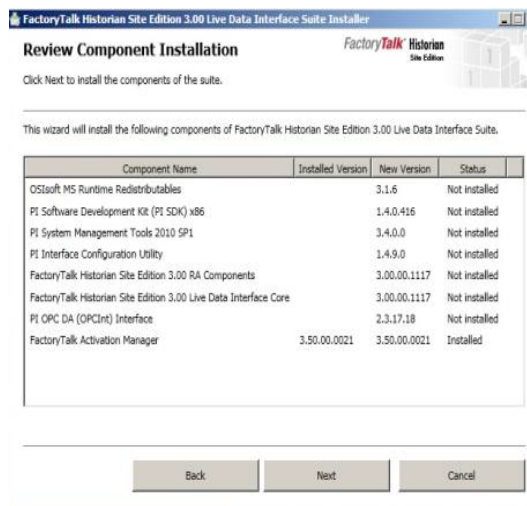 FactoryTalk Historian Site Edition 3.00 Live Data Interface Suite Installer
Review Component Installation
FactoryTalk Historian
Site Edition
Click Next to install the components of the suite.
This wizard will install the following components of FactoryTalk Historian Site Edition 3.00 Live Data Interface Suite.
Component Name Installed Version New Version Status
OSIsoft MS Runtime Redistributables 3.1.6 Not installed
PI Software Development Kit (PI SDK) x86 1.4.0.416 Not installed
PI System Management Tools 2010 SP1 3.4.0.0 Not installed
PI Interface Configuration Utility 1.4.9.0 Not installed
FactoryTalk Historian Site Edition 3.00 RA Components 3.00.00.1117 Not installed
FactoryTalk Historian Site Edition 3.00 Live Data Interface Core 3.00.00.1117 Not installed
PI OPC DA (OPCInt) Interface 2.3.17.18 Not installed
FactoryTalk Activation Manager 3.50.00.0021 3.50.00.0021 Installed
Back Next Cancel